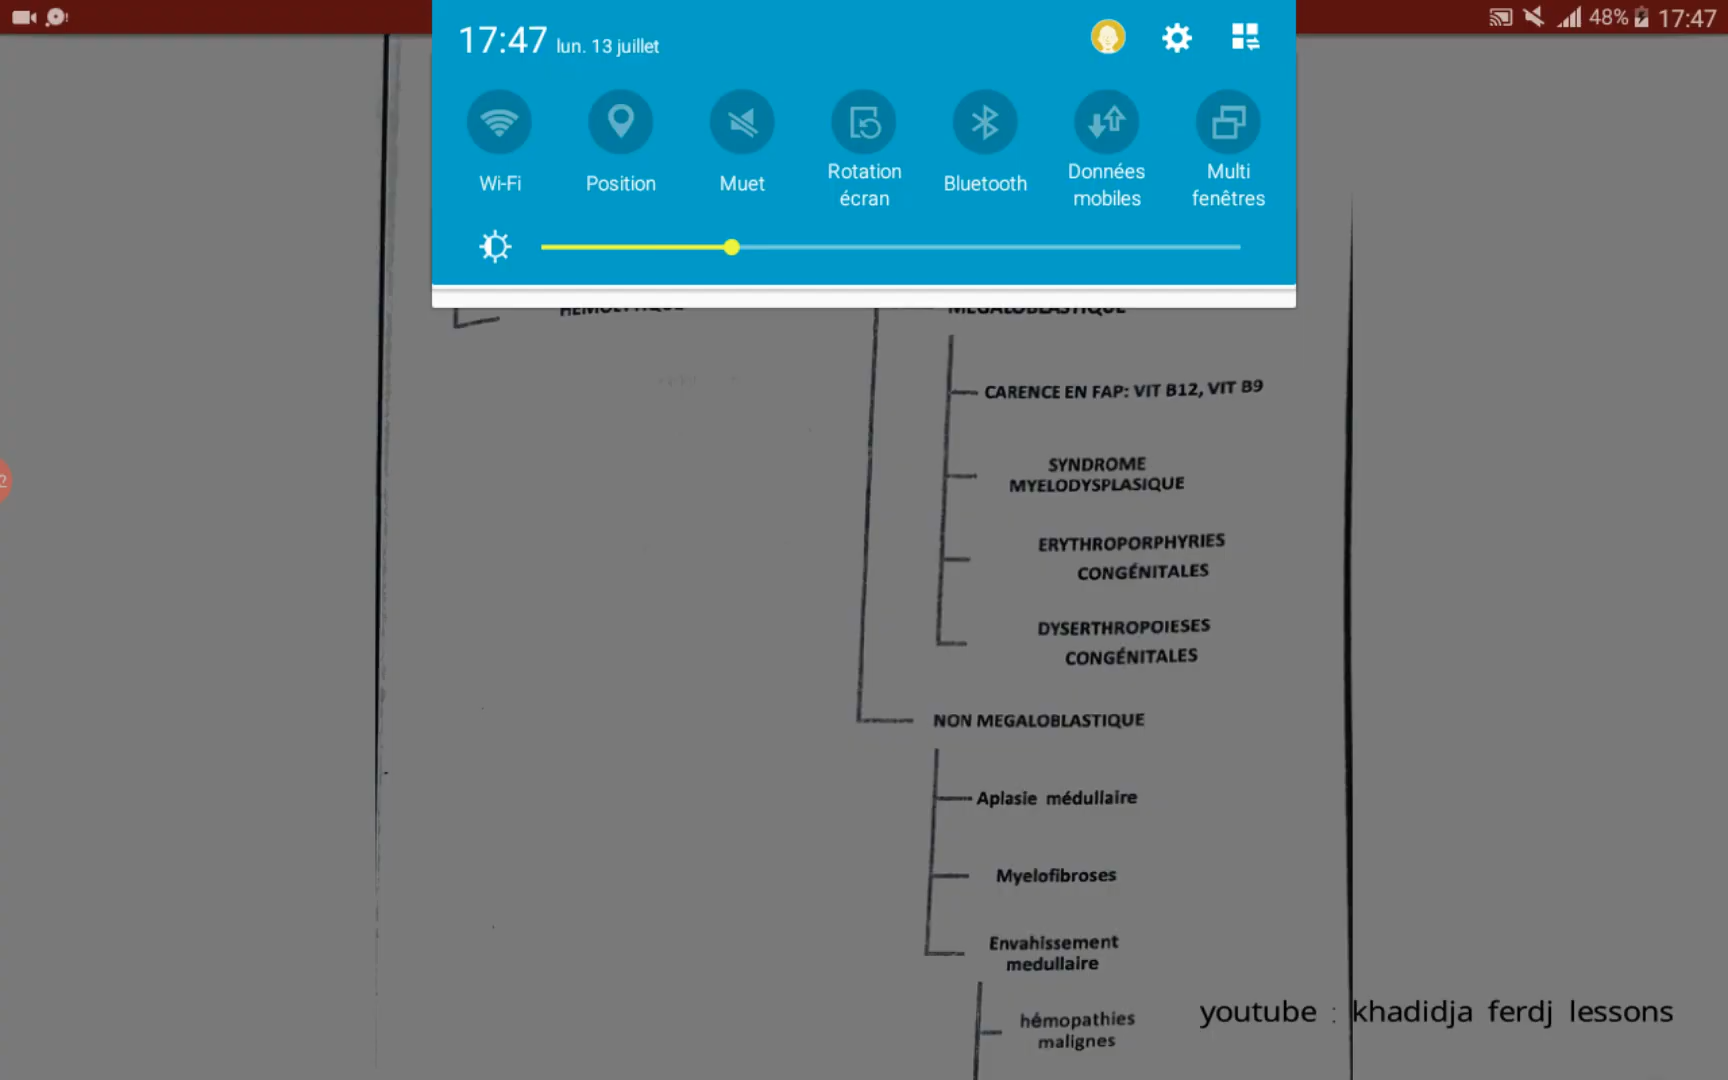 48% 17:47
17:47 lun. 13 juillet
Wi-Fi
Position
Muet
Rotation
écran
Bluetooth
Données
mobiles
Multi
fenêtres
HEMOLYTIQUE
MEGALOBLASTIQUE
CARENCE EN FAP: VIT B12, VIT B9
SYNDROME
MYELODYSPLASIQUE
ERYTHROPORPHYRIES
CONGÉNITALES
DYSERTHROPOIESES
CONGÉNITALES
NON MEGALOBLASTIQUE
Aplasie médullaire
Myelofibroses
Envahissement
medullaire
hémopathies
malignes
youtube : khadidja ferdj lessons